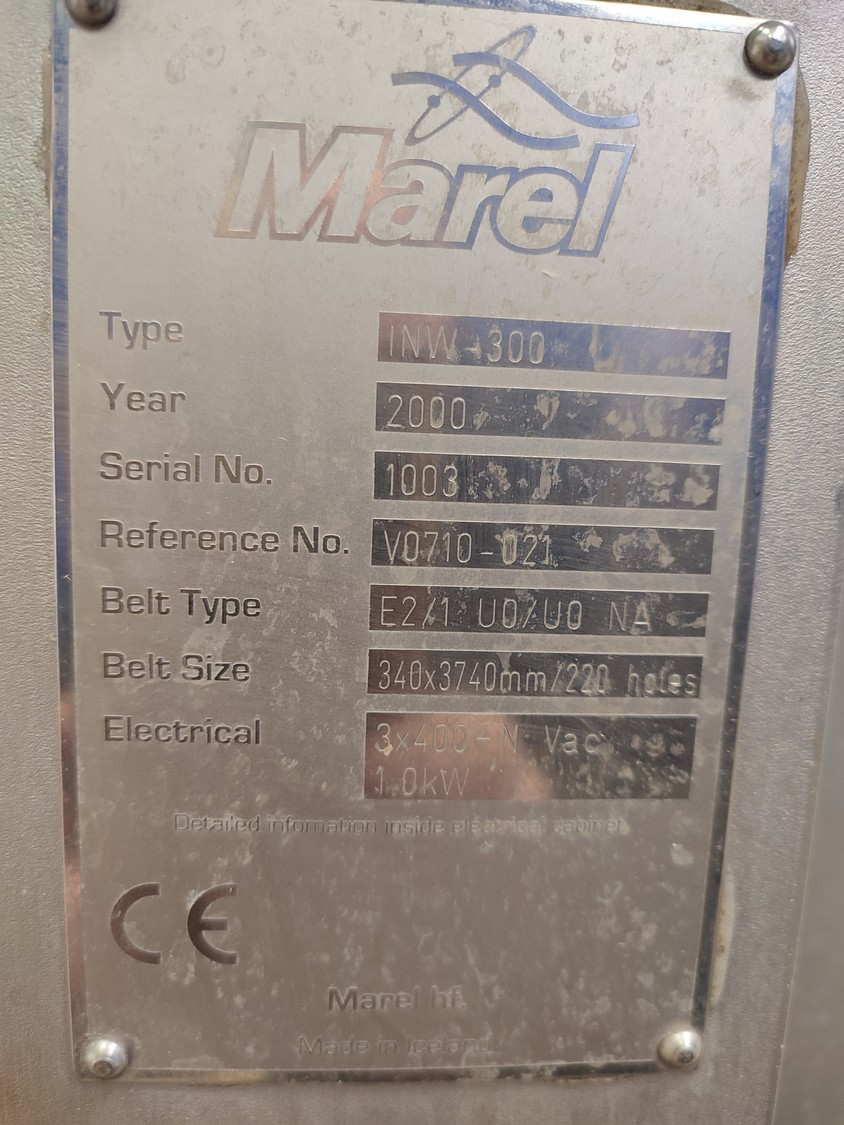 Marel
Type INW-300
Year 2000
Serial No. 1003
Reference No. V0710-021
Belt Type E2/1 U0/U0 NA
Belt Size 340x3740mm/220 holes
Electrical 3x400-N Vac
1.0kW
Detailed infomation inside electrical cabinet
CE
Marel hf.
Made in Iceland